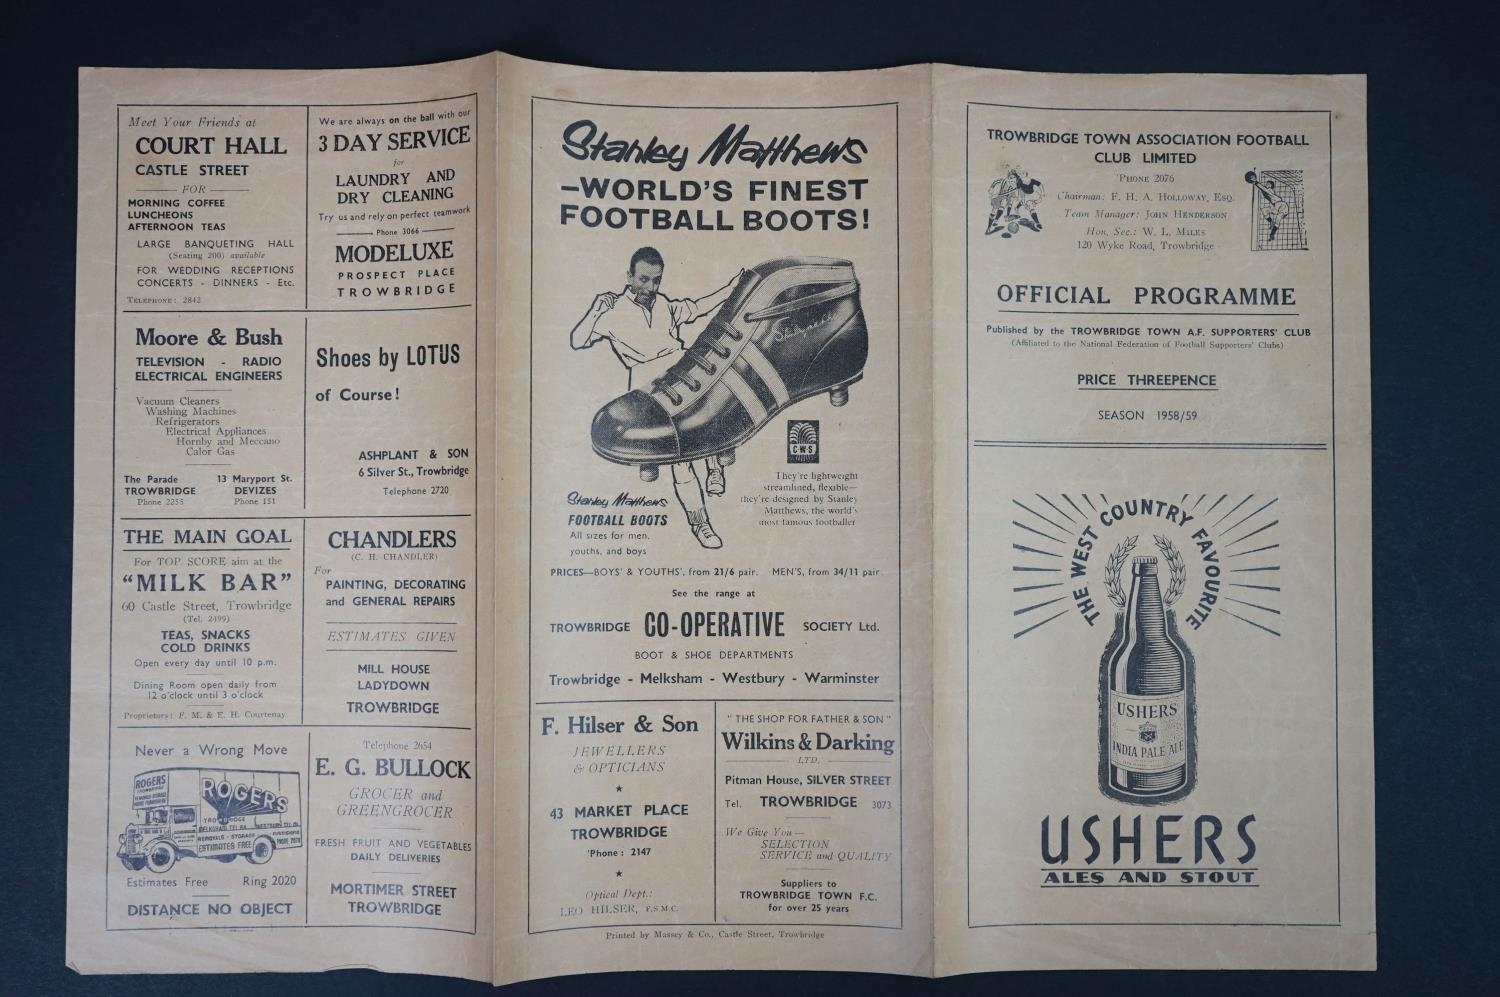 Meet Your Friends at
COURT HALL
CASTLE STREET
FOR
MORNING COFFEE
LUNCHEONS
AFTERNOON TEAS
LARGE BANQUETING HALL
(Seating 200) available
FOR WEDDING RECEPTIONS
CONCERTS - DINNERS - Etc.
TELEPHONE: 2842
We are always on the ball with our
3 DAY SERVICE
for
LAUNDRY AND
DRY CLEANING
Try us and rely on perfect teamwork
Phone 3066
MODELUXE
PROSPECT PLACE
TROWBRIDGE
Moore & Bush
TELEVISION - RADIO
ELECTRICAL ENGINEERS
Vacuum Cleaners
Washing Machines
Refrigerators
Electrical Appliances
Hornby and Meccano
Calor Gas
The Parade
TROWBRIDGE
Phone 2255
13 Maryport St.
DEVIZES
Phone 151
Shoes by LOTUS
of Course!
ASHPLANT & SON
6 Silver St., Trowbridge
Telephone 2720
THE MAIN GOAL
For TOP SCORE aim at the
"MILK BAR"
60 Castle Street, Trowbridge
(Tel. 2499)
TEAS, SNACKS
COLD DRINKS
Open every day until 10 p.m.
Dining Room open daily from
12 o'clock until 3 o'clock
Proprietors: F. M. & E. H. Courtenay
CHANDLERS
(C. H. CHANDLER)
For
PAINTING, DECORATING
and GENERAL REPAIRS
ESTIMATES GIVEN
MILL HOUSE
LADYDOWN
TROWBRIDGE
Never a Wrong Move
ROGERS
TROWBRIDGE
ROGERS
TROWBRIDGE
REMOVALS - STORAGE
ESTIMATES FREE
PHONE 2020
Estimates Free Ring 2020
DISTANCE NO OBJECT
Telephone 2654
E. G. BULLOCK
GROCER and
GREENGROCER
FRESH FRUIT AND VEGETABLES
DAILY DELIVERIES
MORTIMER STREET
TROWBRIDGE
Stanley Matthews
-WORLD'S FINEST
FOOTBALL BOOTS!
CWS
They're lightweight
streamlined, flexible—
they're designed by Stanley
Matthews, the world's
most famous footballer
Stanley Matthews
FOOTBALL BOOTS
All sizes for men,
youths, and boys
PRICES—BOYS' & YOUTHS', from 21/6 pair. MEN'S, from 34/11 pair
See the range at
TROWBRIDGE CO-OPERATIVE SOCIETY Ltd.
BOOT & SHOE DEPARTMENTS
Trowbridge - Melksham - Westbury - Warminster
F. Hilser & Son
JEWELLERS
& OPTICIANS
43 MARKET PLACE
TROWBRIDGE
'Phone: 2147
Optical Dept.:
LEO HILSER, F.S.M.C.
"THE SHOP FOR FATHER & SON"
Wilkins & Darking
LTD.
Pitman House, SILVER STREET
Tel. TROWBRIDGE 3073
We Give You—
SELECTION
SERVICE and QUALITY
Suppliers to
TROWBRIDGE TOWN F.C.
for over 25 years
Printed by Massey & Co., Castle Street, Trowbridge
TROWBRIDGE TOWN ASSOCIATION FOOTBALL
CLUB LIMITED
'PHONE 2076
Chairman: F. H. A. HOLLOWAY, ESQ.
Team Manager: JOHN HENDERSON
Hon. Sec.: W. L. MILES
120 Wyke Road, Trowbridge
OFFICIAL PROGRAMME
Published by the TROWBRIDGE TOWN A.F. SUPPORTERS' CLUB
(Affiliated to the National Federation of Football Supporters' Clubs)
PRICE THREEPENCE
SEASON 1958/59
THE WEST COUNTRY FAVOURITE
USHERS
INDIA PALE ALE
USHERS
ALES AND STOUT